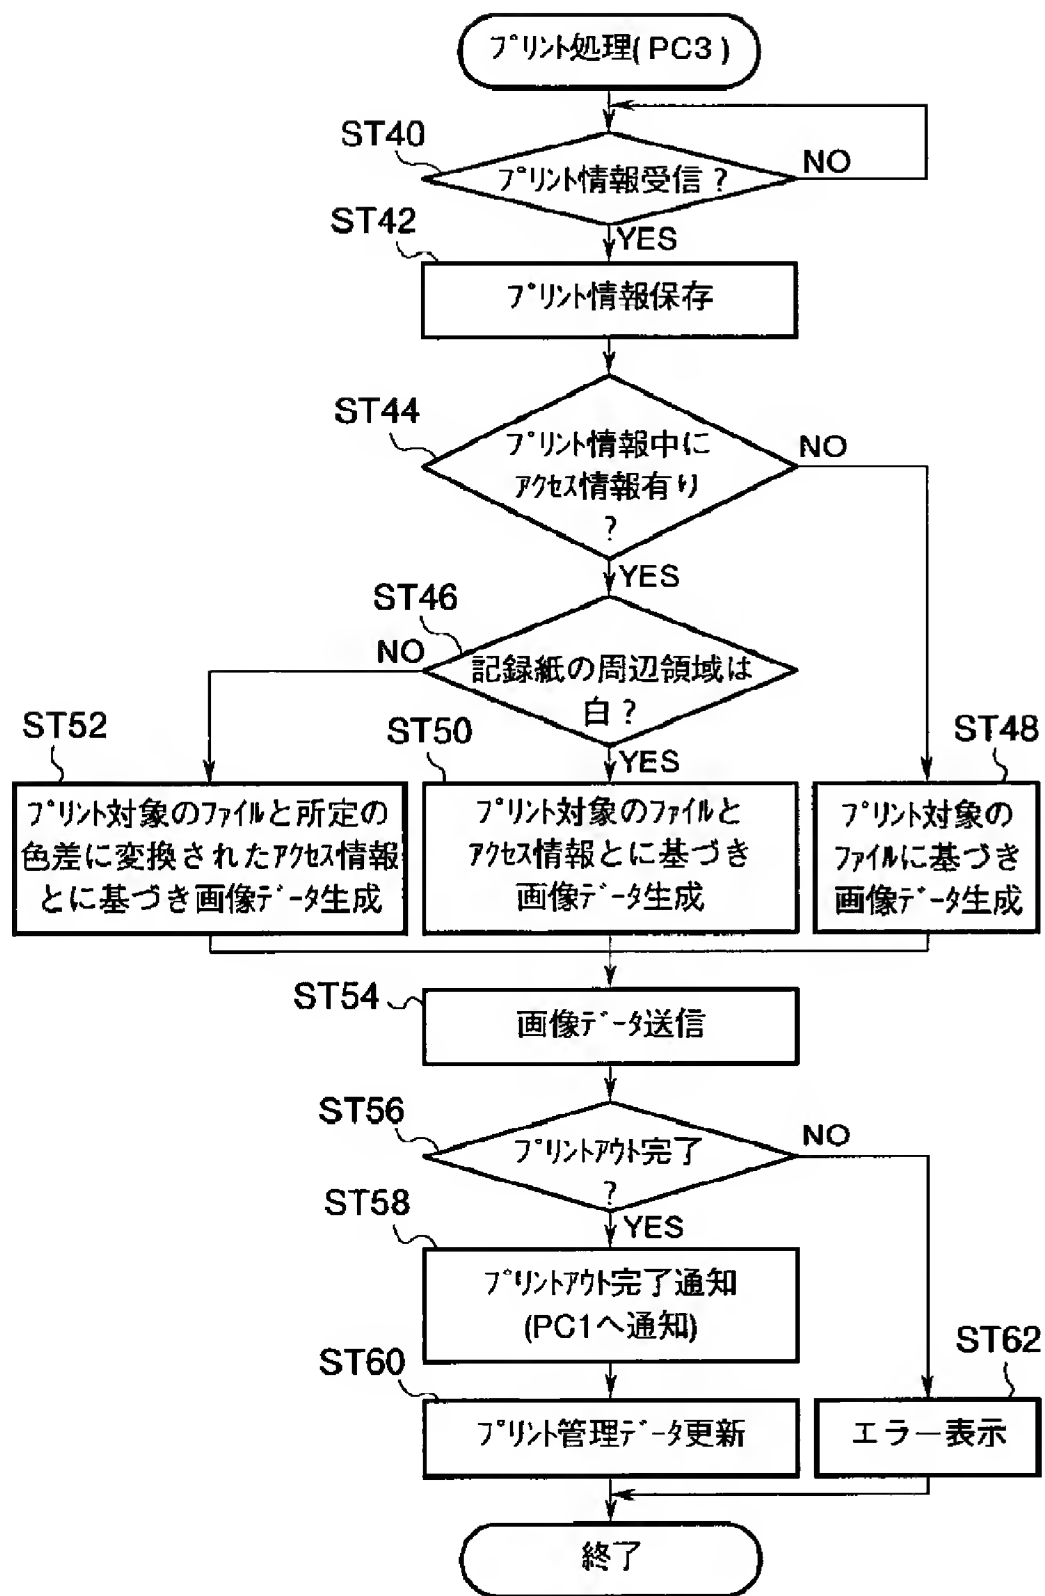 プリント処理(PC3)
ST40
プリント情報受信?
NO
ST42
YES
プリント情報保存
ST44
プリント情報中に
アクセス情報有り
?
NO
YES
ST46
NO
記録紙の周辺領域は
白?
ST52
ST50
YES
ST48
プリント対象のファイルと所定の
色差に変換されたアクセス情報
とに基づき画像データ生成
プリント対象のファイルと
アクセス情報とに基づき
画像データ生成
プリント対象の
ファイルに基づき
画像データ生成
ST54
画像データ送信
ST56
プリントアウト完了
?
NO
ST58
YES
プリントアウト完了通知
(PC1へ通知)
ST60
ST62
プリント管理データ更新
エラー表示
終了